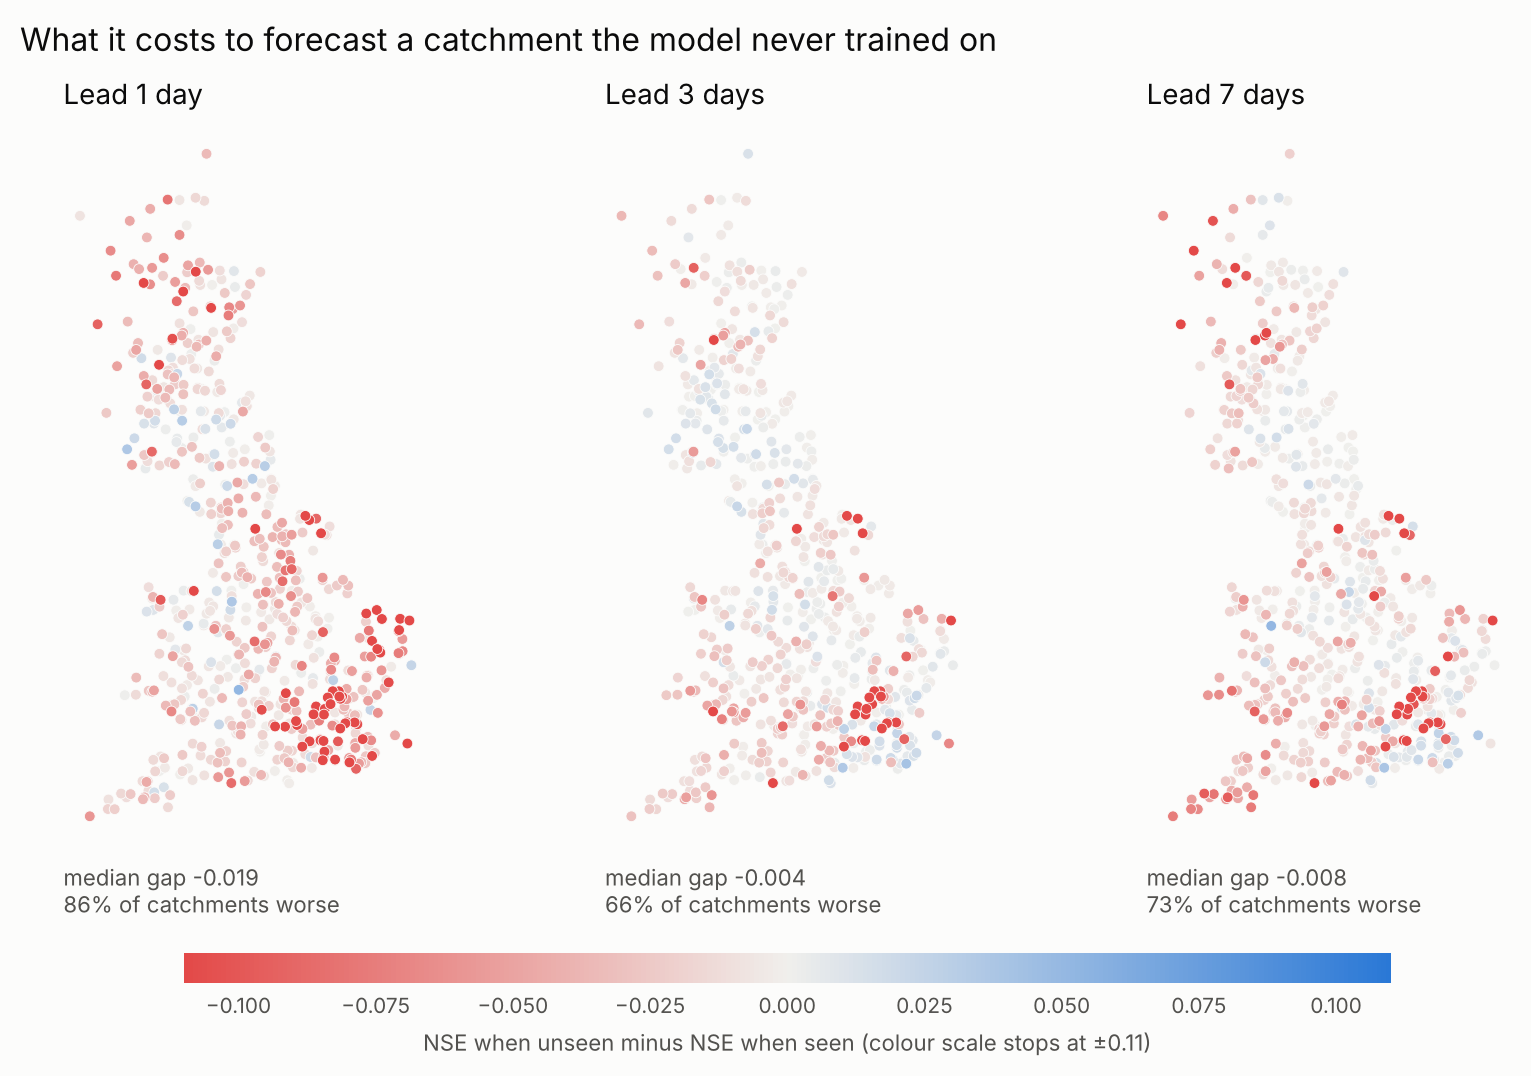 What it costs to forecast a catchment the model never trained on
Lead 1 day
Lead 3 days
Lead 7 days
median gap -0.019
86% of catchments worse
median gap -0.004
66% of catchments worse
median gap -0.008
73% of catchments worse
−0.100 −0.075 −0.050 −0.025 0.000 0.025 0.050 0.075 0.100
NSE when unseen minus NSE when seen (colour scale stops at ±0.11)